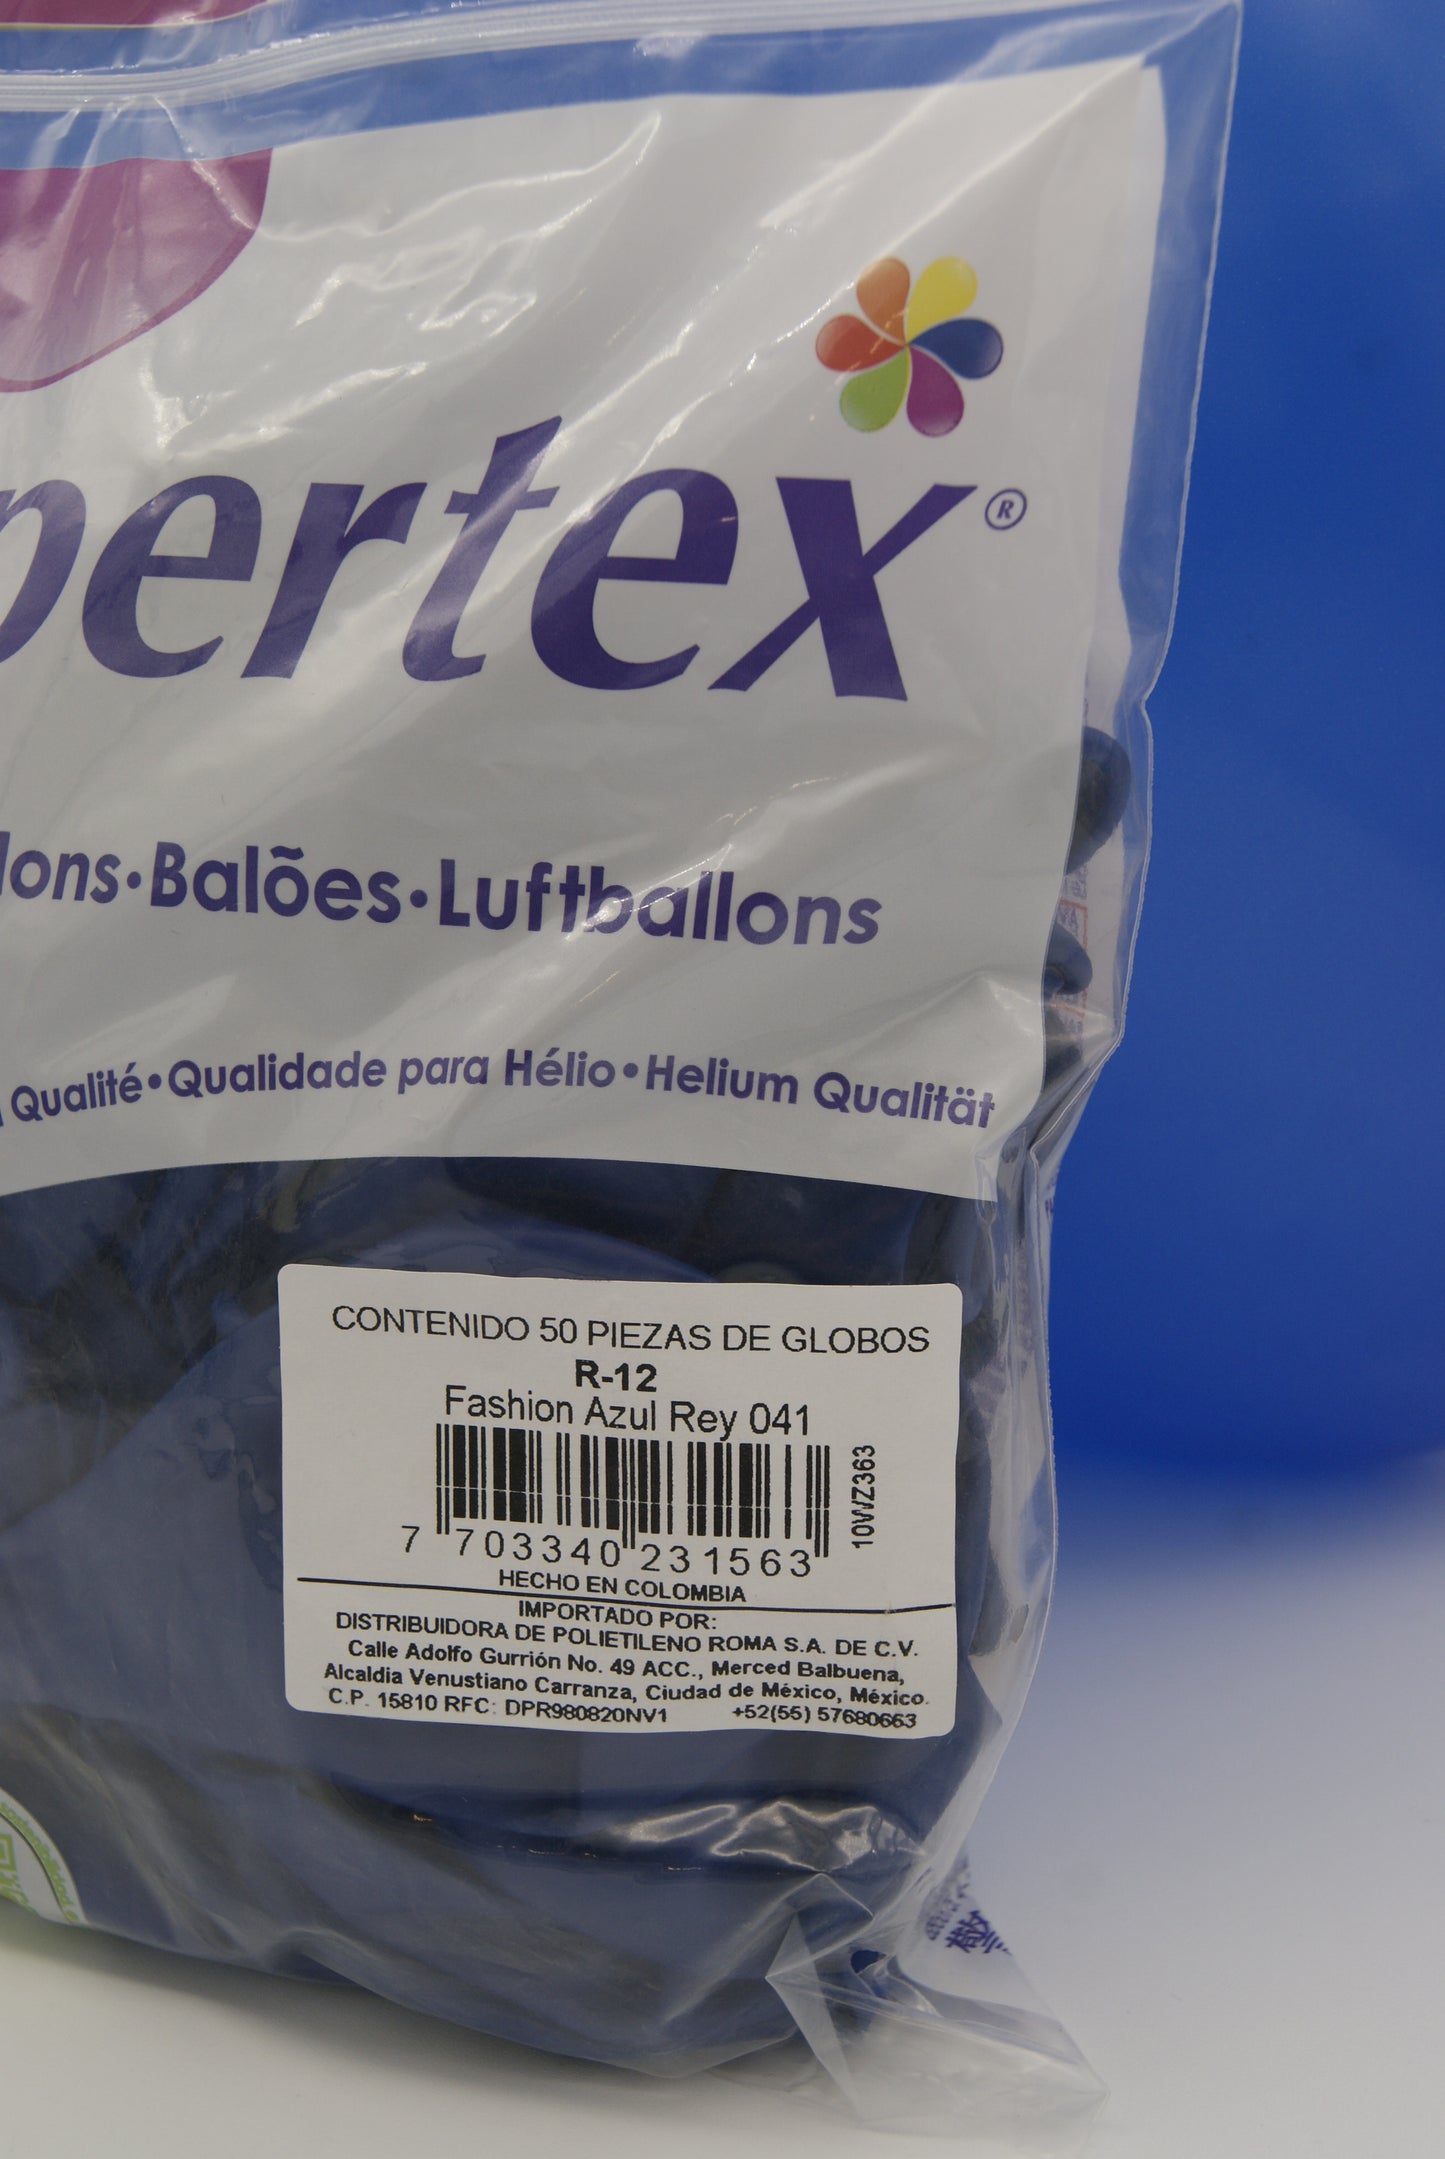 pertex®
lons•Balões•Luftballons
Qualité•Qualidade para Hélio•Helium Qualität
CONTENIDO 50 PIEZAS DE GLOBOS
R-12
Fashion Azul Rey 041
10WZ363
7 703340 231563
HECHO EN COLOMBIA
IMPORTADO POR:
DISTRIBUIDORA DE POLIETILENO ROMA S.A. DE C.V.
Calle Adolfo Gurrión No. 49 ACC., Merced Balbuena,
Alcaldia Venustiano Carranza, Ciudad de México, México.
C.P. 15810 RFC: DPR980820NV1 +52(55) 57680663